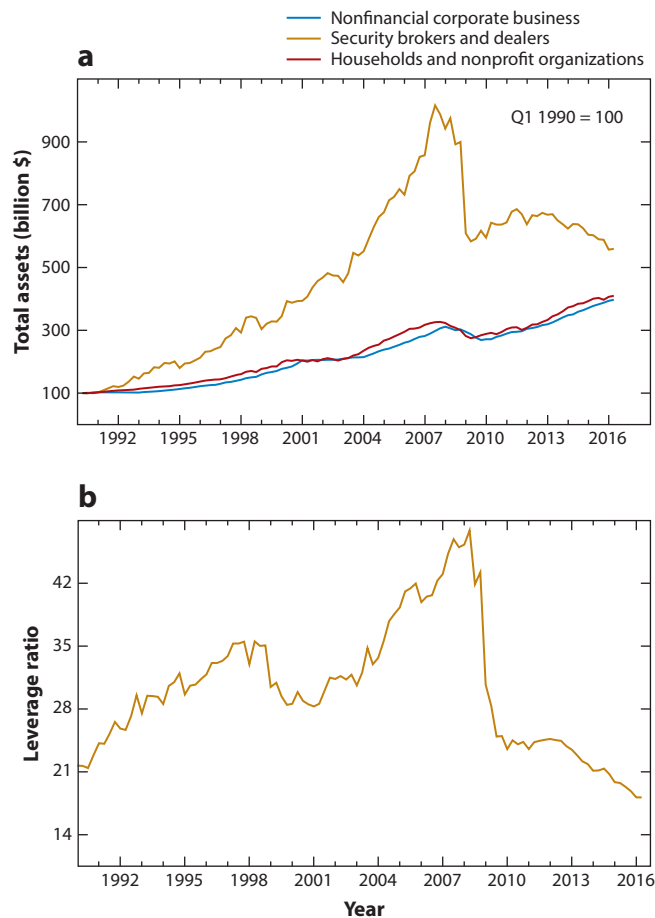 Nonfinancial corporate business
Security brokers and dealers
Households and nonprofit organizations
a
Q1 1990 = 100
Total assets (billion $)
900
700
500
300
100
1992 1995 1998 2001 2004 2007 2010 2013 2016
b
Leverage ratio
42
35
28
21
14
1992 1995 1998 2001 2004 2007 2010 2013 2016
Year